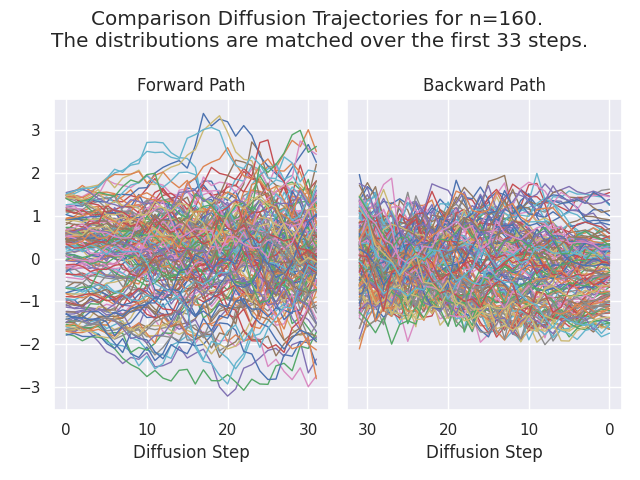 Comparison Diffusion Trajectories for n=160.
The distributions are matched over the first 33 steps.
Forward Path
Backward Path
3
2
1
0
−1
−2
−3
0 10 20 30
30 20 10 0
Diffusion Step
Diffusion Step